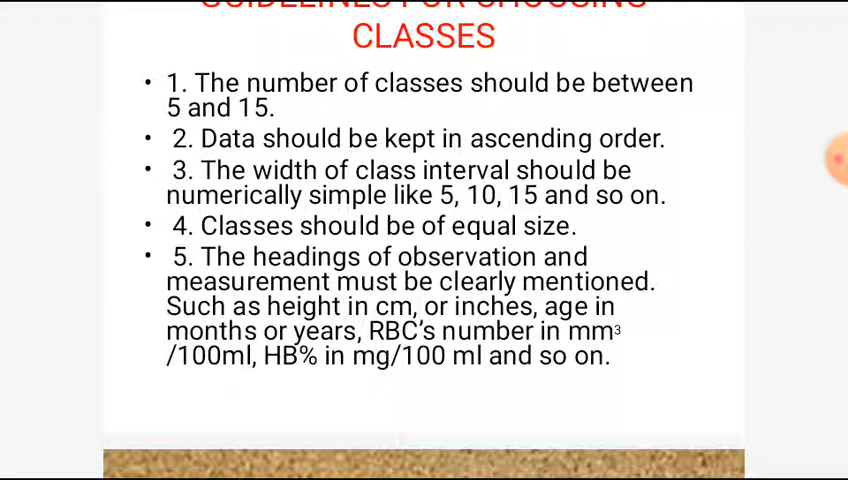 GUIDELINES FOR CHOOSING
CLASSES
• 1. The number of classes should be between
5 and 15.
• 2. Data should be kept in ascending order.
• 3. The width of class interval should be
numerically simple like 5, 10, 15 and so on.
• 4. Classes should be of equal size.
• 5. The headings of observation and
measurement must be clearly mentioned.
Such as height in cm, or inches, age in
months or years, RBC's number in mm³
/100ml, HB% in mg/100 ml and so on.